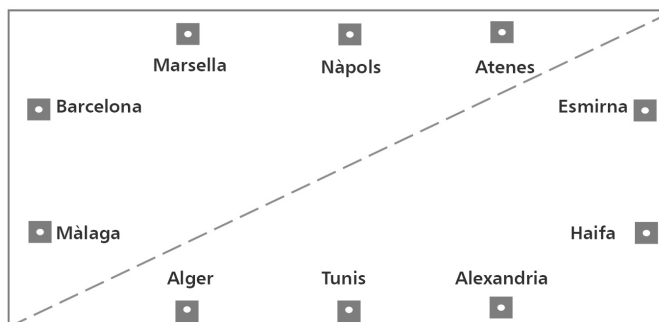 Marsella
Nàpols
Atenes
Barcelona
Esmirna
Màlaga
Haifa
Alger
Tunis
Alexandria